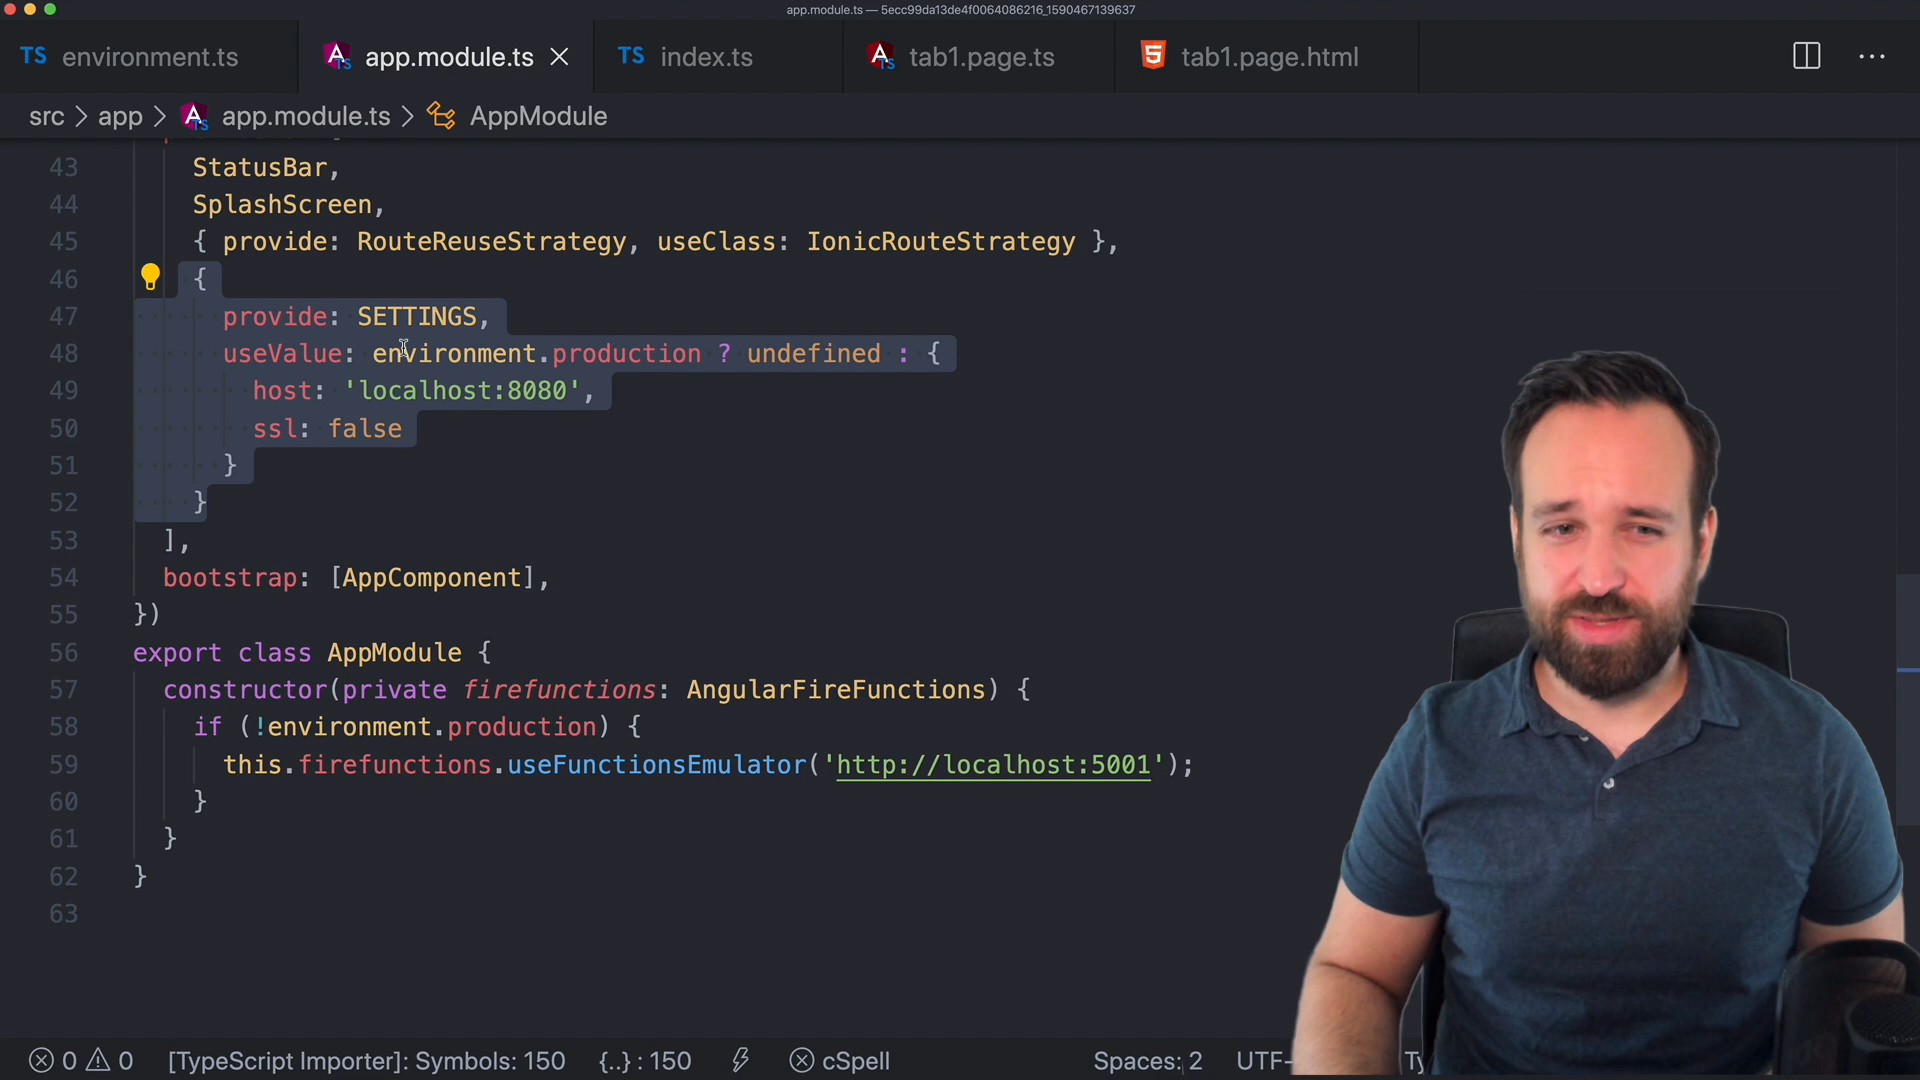 app.module.ts — 5ecc99da13de4f0064086216_1590467139637
TS environment.ts
app.module.ts
TS index.ts
tab1.page.ts
5 tab1.page.html
src > app > app.module.ts > AppModule
43 StatusBar,
44 SplashScreen,
45 { provide: RouteReuseStrategy, useClass: IonicRouteStrategy },
46 {
47 provide: SETTINGS,
48 useValue: environment.production ? undefined : {
49 host: 'localhost:8080',
50 ssl: false
51 }
52 }
53 ],
54 bootstrap: [AppComponent],
55 })
56 export class AppModule {
57 constructor(private firefunctions: AngularFireFunctions) {
58 if (!environment.production) {
59 this.firefunctions.useFunctionsEmulator('http://localhost:5001');
60 }
61 }
62 }
63
0 0 [TypeScript Importer]: Symbols: 150 {..} : 150 cSpell Spaces: 2 UTF- Ty